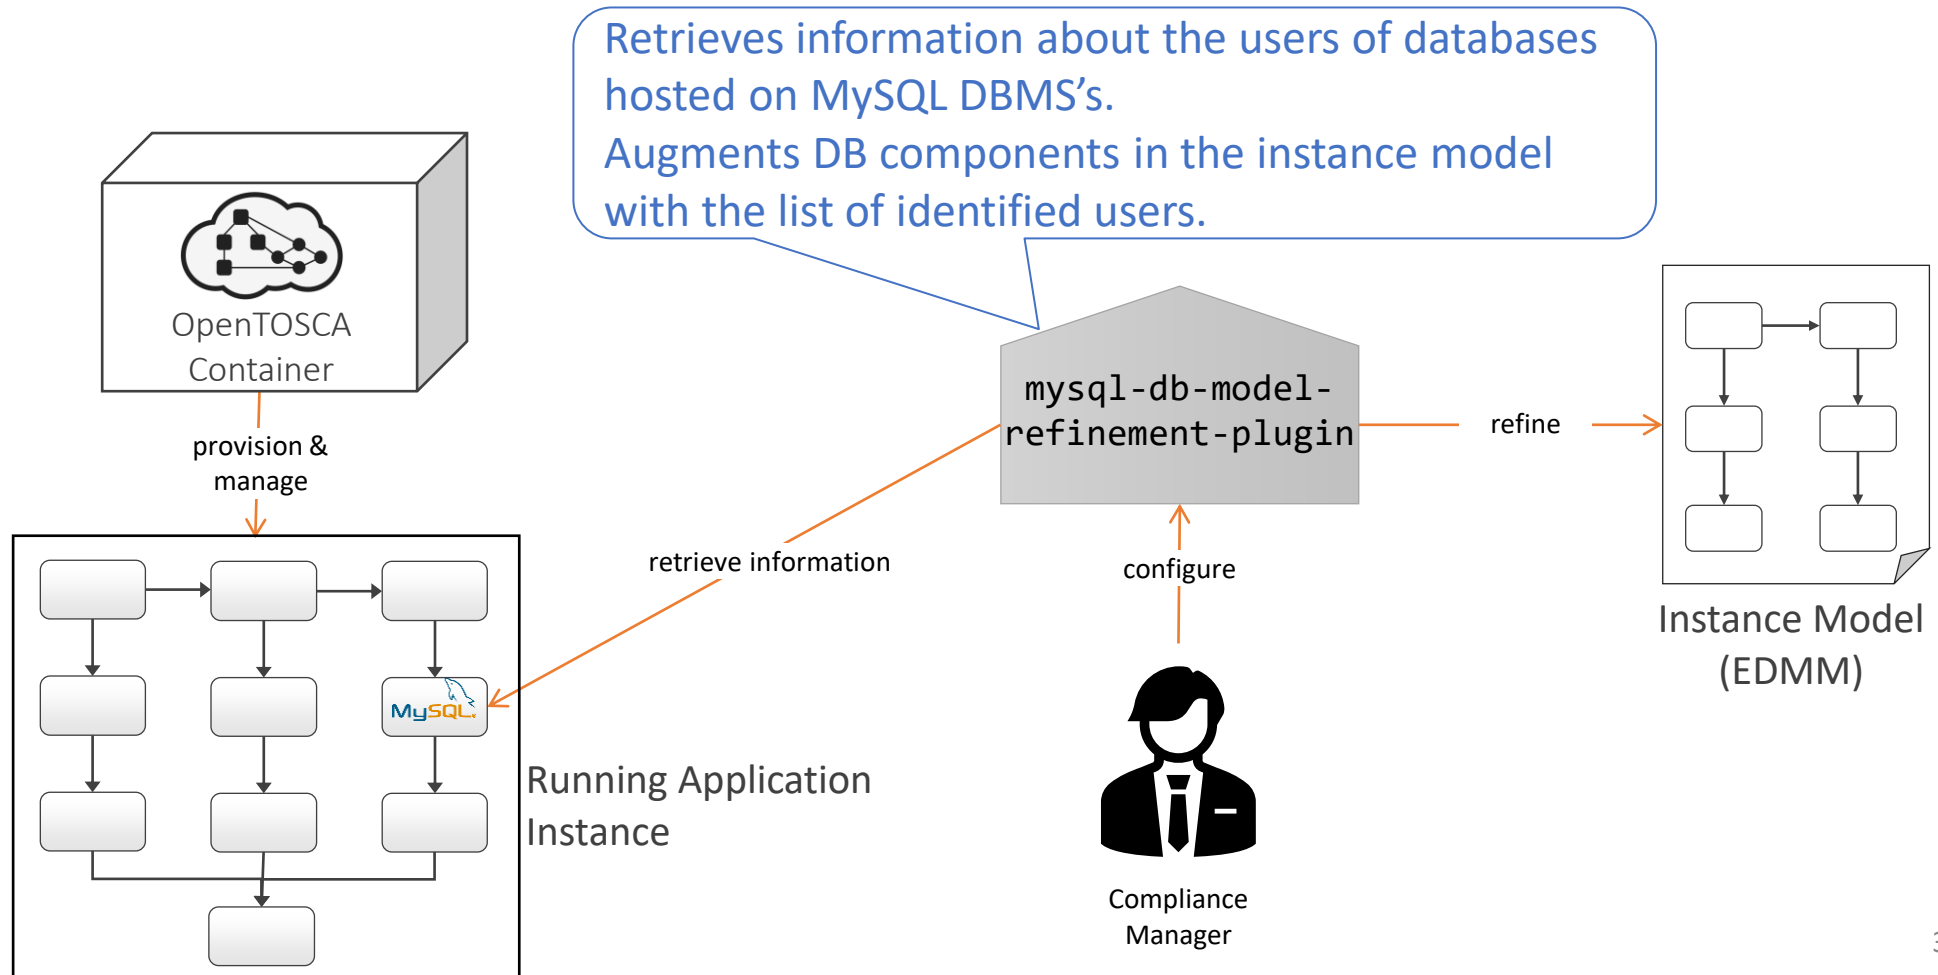 Retrieves information about the users of databases
hosted on MySQL DBMS’s.
Augments DB components in the instance model
with the list of identified users.
OpenTOSCA
Container
provision &
manage
mysql-db-model-
refinement-plugin
refine
retrieve information
configure
MySQL
Running Application
Instance
Instance Model
(EDMM)
Compliance
Manager